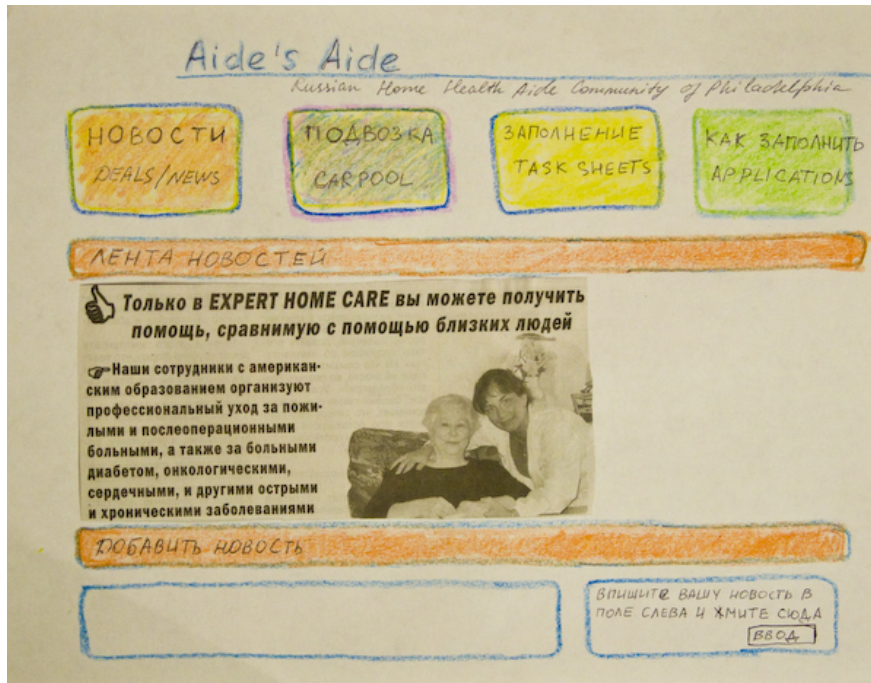 Aide's Aide
Russian Home Health Aide Community of Philadelphia
НОВОСТИ
DEALS/NEWS
ПОДВОЗКА
CARPOOL
ЗАПОЛНЕНИЕ
TASK SHEETS
КАК ЗАПОЛНИТЬ
APPLICATIONS
ЛЕНТА НОВОСТЕЙ
Только в EXPERT HOME CARE вы можете получить
помощь, сравнимую с помощью близких людей
Наши сотрудники с американ-
ским образованием организуют
профессиональный уход за пожи-
лыми и послеоперационными
больными, а также за больными
диабетом, онкологическими,
сердечными, и другими острыми
и хроническими заболеваниями
ДОБАВИТЬ НОВОСТЬ
ВПИШИТЕ ВАШУ НОВОСТЬ В
ПОЛЕ СЛЕВА И ЖМИТЕ СЮДА
ВВОД